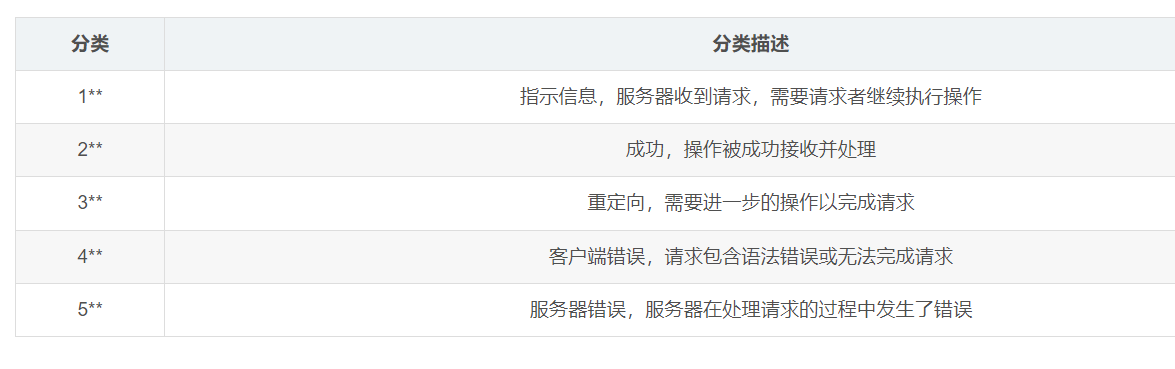 分类 分类描述
1** 指示信息，服务器收到请求，需要请求者继续执行操作
2** 成功，操作被成功接收并处理
3** 重定向，需要进一步的操作以完成请求
4** 客户端错误，请求包含语法错误或无法完成请求
5** 服务器错误，服务器在处理请求的过程中发生了错误